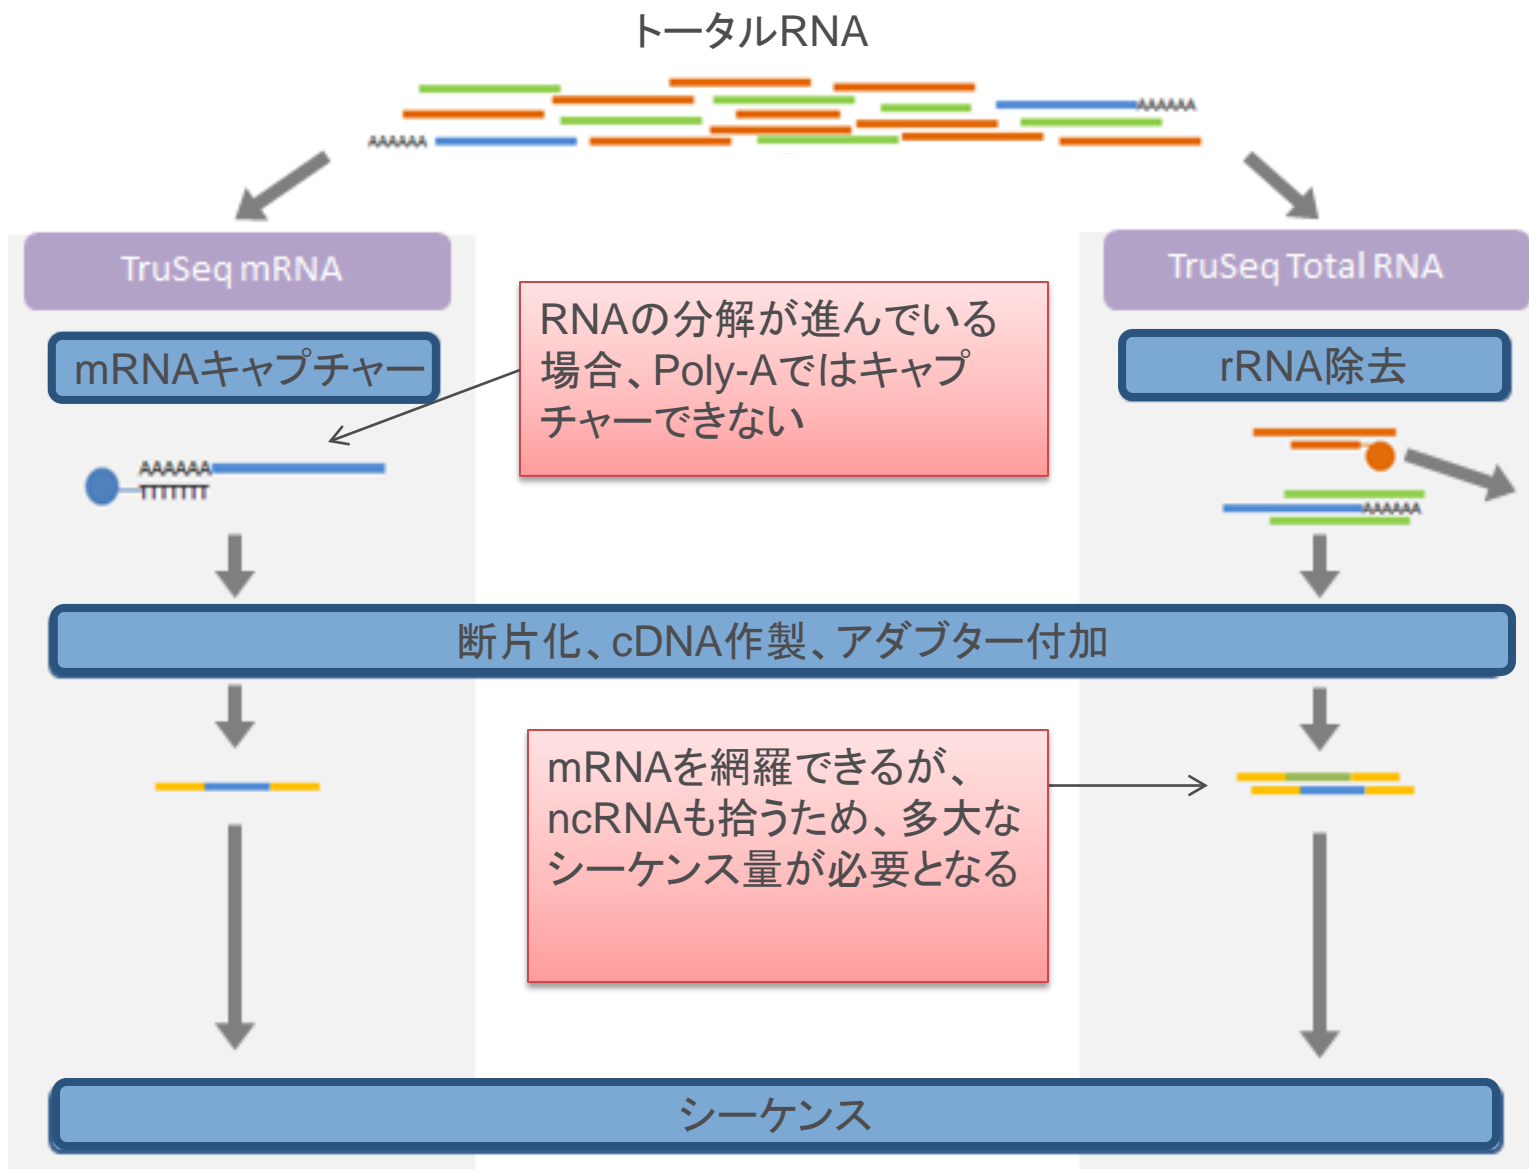 トータルRNA
AAAAAA
AAAAAA
TruSeq mRNA
TruSeq Total RNA
mRNAキャプチャー
RNAの分解が進んでいる
場合、Poly-Aではキャプ
チャーできない
rRNA除去
AAAAAA
TTTTTTT
AAAAAA
断片化、cDNA作製、アダブター付加
mRNAを網羅できるが、
ncRNAも拾うため、多大な
シーケンス量が必要となる
シーケンス